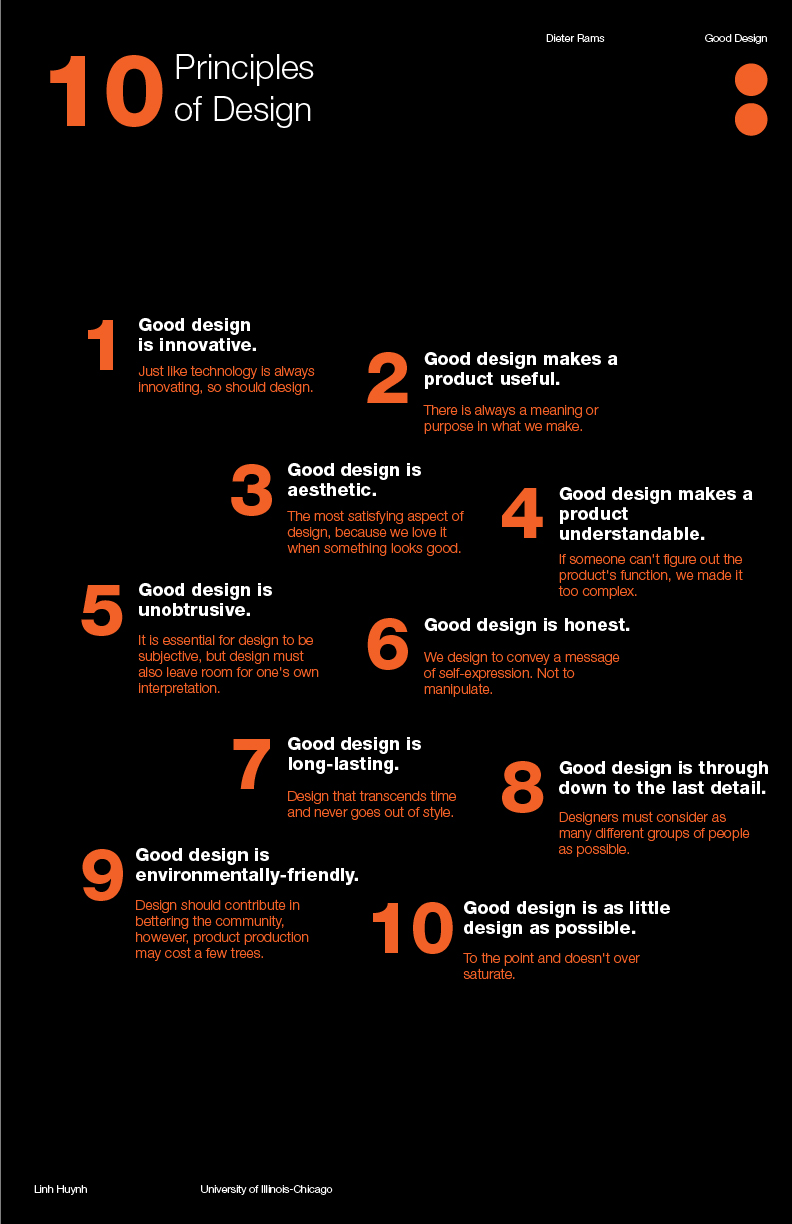 Dieter Rams
Good Design
10 Principles
of Design
1
Good design
is innovative.
Just like technology is always
innovating, so should design.
2
Good design makes a
product useful.
There is always a meaning or
purpose in what we make.
3
Good design is
aesthetic.
The most satisfying aspect of
design, because we love it
when something looks good.
4
Good design makes a
product
understandable.
If someone can't figure out the
product's function, we made it
too complex.
5
Good design is
unobtrusive.
It is essential for design to be
subjective, but design must
also leave room for one's own
interpretation.
6
Good design is honest.
We design to convey a message
of self-expression. Not to
manipulate.
7
Good design is
long-lasting.
Design that transcends time
and never goes out of style.
8
Good design is through
down to the last detail.
Designers must consider as
many different groups of people
as possible.
9
Good design is
environmentally-friendly.
Design should contribute in
bettering the community,
however, product production
may cost a few trees.
10
Good design is as little
design as possible.
To the point and doesn't over
saturate.
Linh Huynh
University of Illinois-Chicago